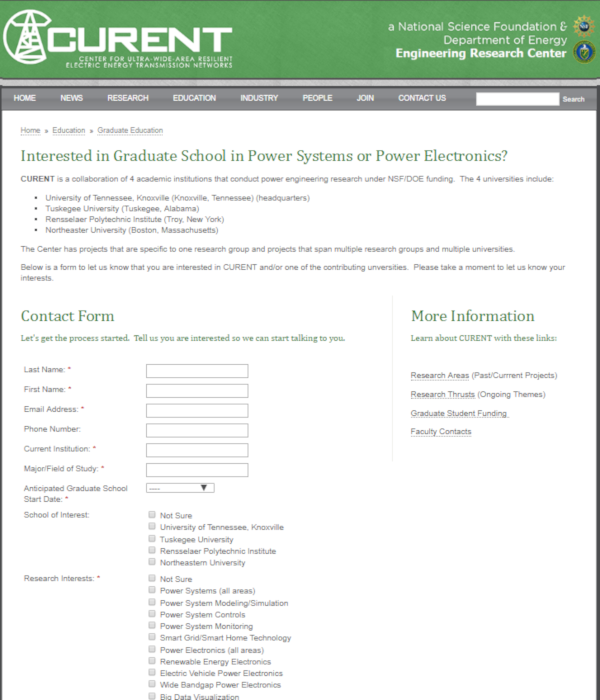 CURENT
CENTER FOR ULTRA-WIDE-AREA RESILIENT
ELECTRIC ENERGY TRANSMISSION NETWORKS
a National Science Foundation &
Department of Energy
Engineering Research Center
HOME NEWS RESEARCH EDUCATION INDUSTRY PEOPLE JOIN CONTACT US Search
Home » Education » Graduate Education
Interested in Graduate School in Power Systems or Power Electronics?
CURENT is a collaboration of 4 academic institutions that conduct power engineering research under NSF/DOE funding. The 4 universities include:
• University of Tennessee, Knoxville (Knoxville, Tennessee) (headquarters)
• Tuskegee University (Tuskegee, Alabama)
• Rensselaer Polytechnic Institute (Troy, New York)
• Northeaster University (Boston, Massachusetts)
The Center has projects that are specific to one research group and projects that span multiple research groups and multiple universities.
Below is a form to let us know that you are interested in CURENT and/or one of the contributing unversities. Please take a moment to let us know your
interests.
Contact Form
Let's get the process started. Tell us you are interested so we can start talking to you.
Last Name: *
First Name: *
Email Address: *
Phone Number:
Current Institution: *
Major/Field of Study: *
Anticipated Graduate School
Start Date: *
-----
School of Interest:
Not Sure
University of Tennessee, Knoxville
Tuskegee University
Rensselaer Polytechnic Institute
Northeastern University
Research Interests: *
Not Sure
Power Systems (all areas)
Power System Modeling/Simulation
Power System Controls
Power System Monitoring
Smart Grid/Smart Home Technology
Power Electronics (all areas)
Renewable Energy Electronics
Electric Vehicle Power Electronics
Wide Bandgap Power Electronics
Big Data Visualization
More Information
Learn about CURENT with these links:
Research Areas (Past/Currrent Projects)
Research Thrusts (Ongoing Themes)
Graduate Student Funding
Faculty Contacts